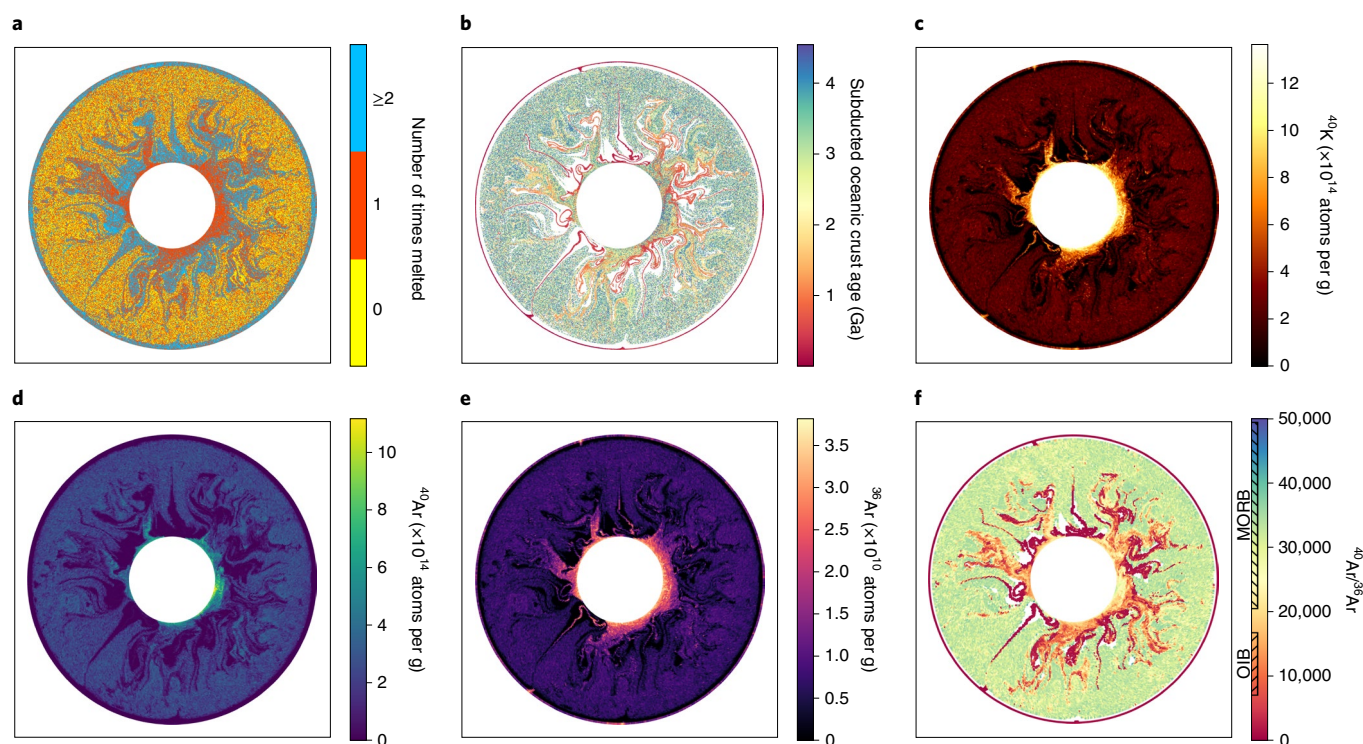 a
≥2
1
0
Number of times melted
b
4
3
2
1
Subducted oceanic crust age (Ga)
c
12
10
8
6
4
2
0
⁴⁰K (×10¹⁴ atoms per g)
d
10
8
6
4
2
0
⁴⁰Ar (×10¹⁴ atoms per g)
e
3.5
3.0
2.5
2.0
1.5
1.0
0.5
0
³⁶Ar (×10¹⁰ atoms per g)
f
MORB
OIB
50,000
40,000
30,000
20,000
10,000
0
⁴⁰Ar/³⁶Ar